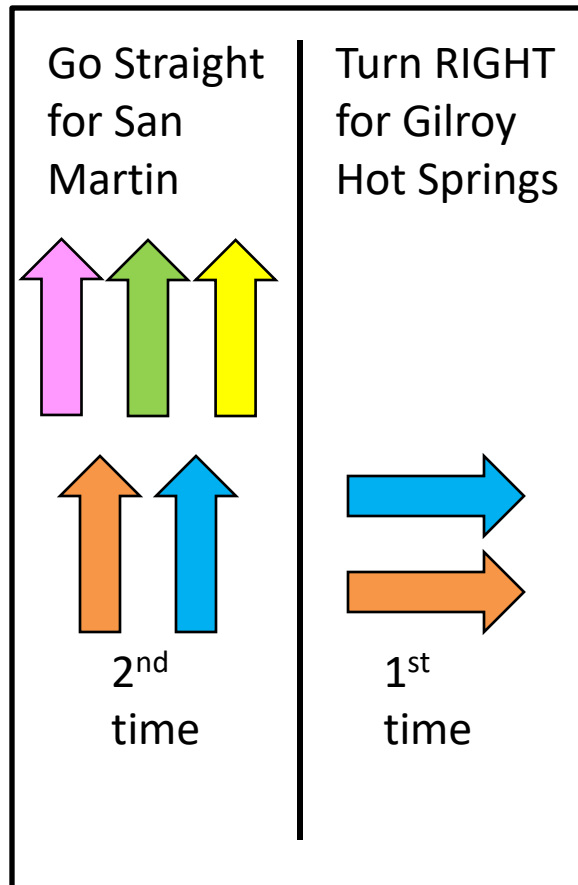 Go Straight
for San
Martin
2nd
time
Turn RIGHT
for Gilroy
Hot Springs
1st
time